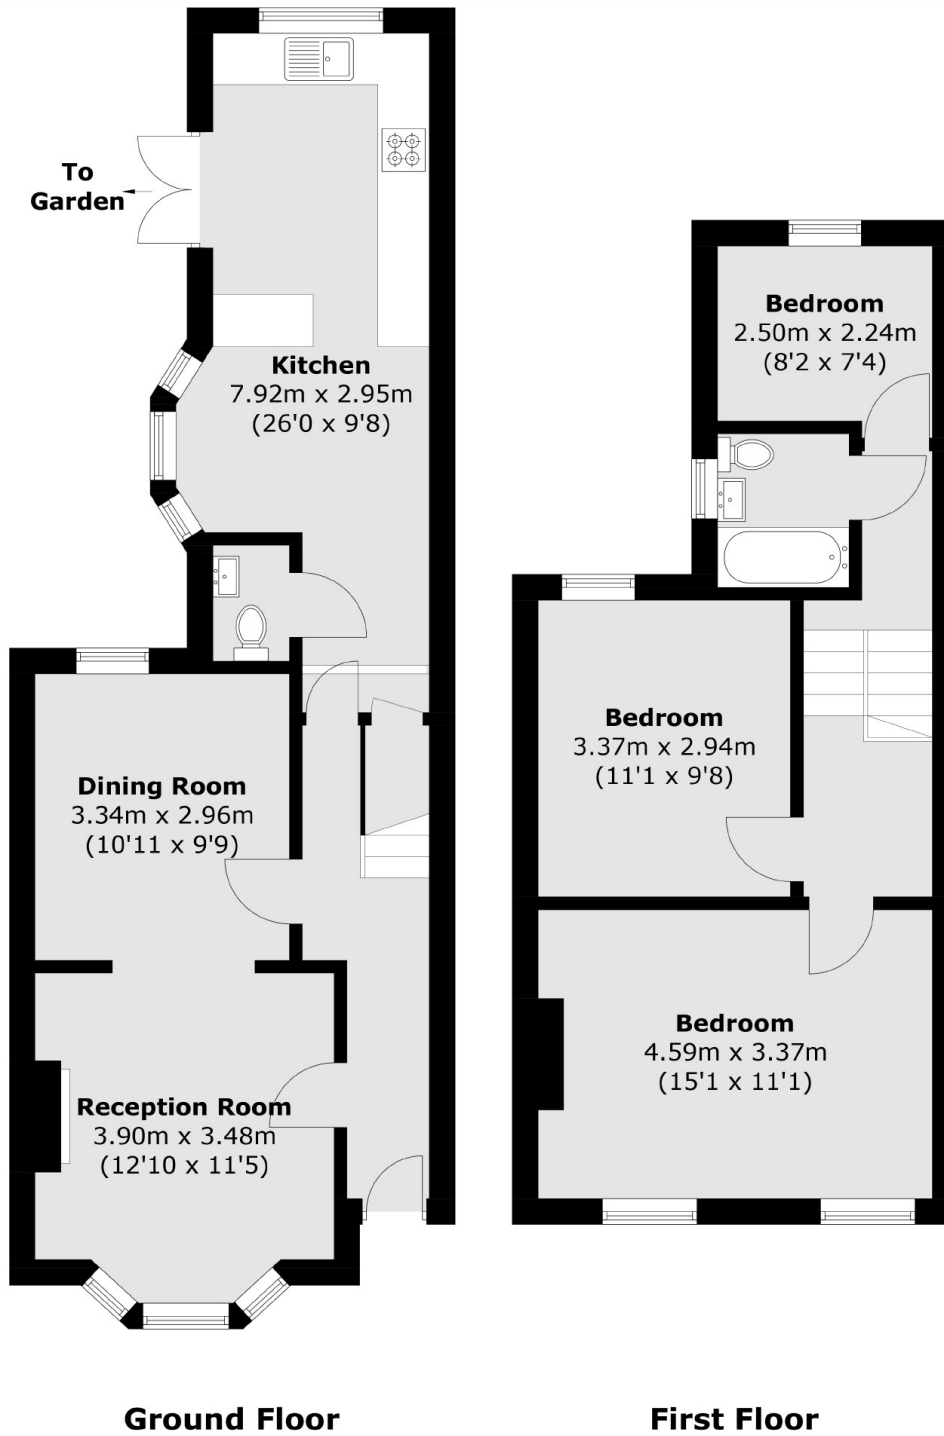 To
Garden
Kitchen
7.92m x 2.95m
(26'0 x 9'8)
Dining Room
3.34m x 2.96m
(10'11 x 9'9)
Reception Room
3.90m x 3.48m
(12'10 x 11'5)
Ground Floor
Bedroom
2.50m x 2.24m
(8'2 x 7'4)
Bedroom
3.37m x 2.94m
(11'1 x 9'8)
Bedroom
4.59m x 3.37m
(15'1 x 11'1)
First Floor